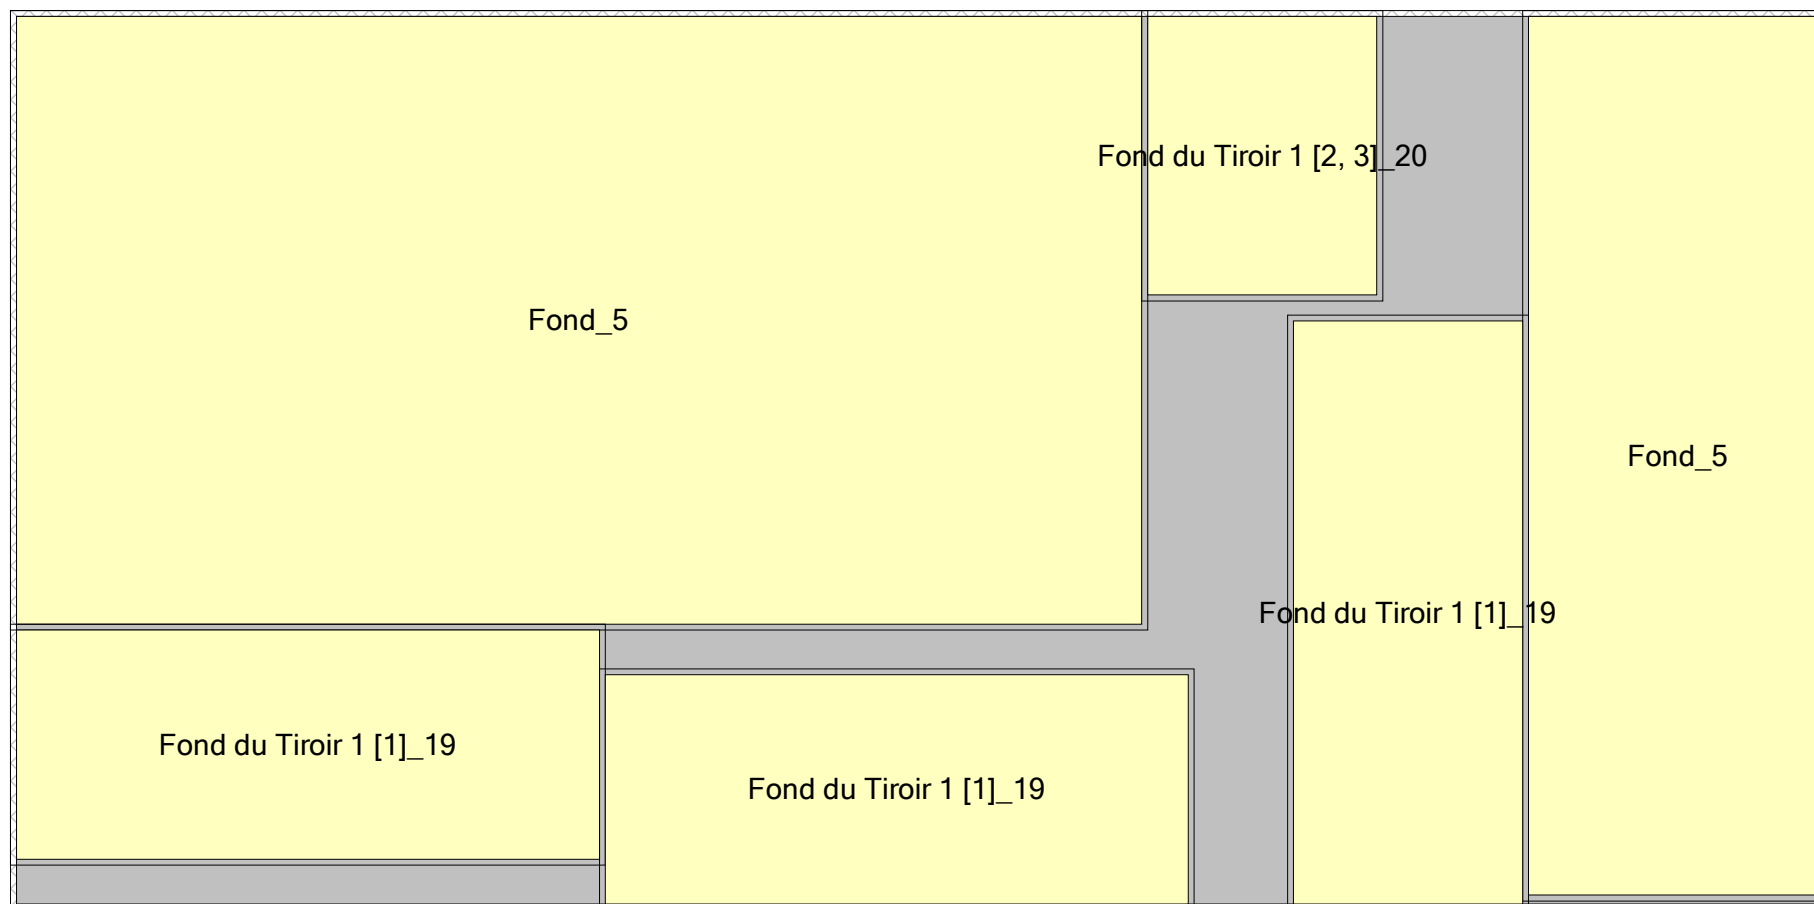 Fond du Tiroir 1 [2, 3]_20
Fond_5
Fond_5
Fond du Tiroir 1 [1]_19
Fond du Tiroir 1 [1]_19
Fond du Tiroir 1 [1]_19